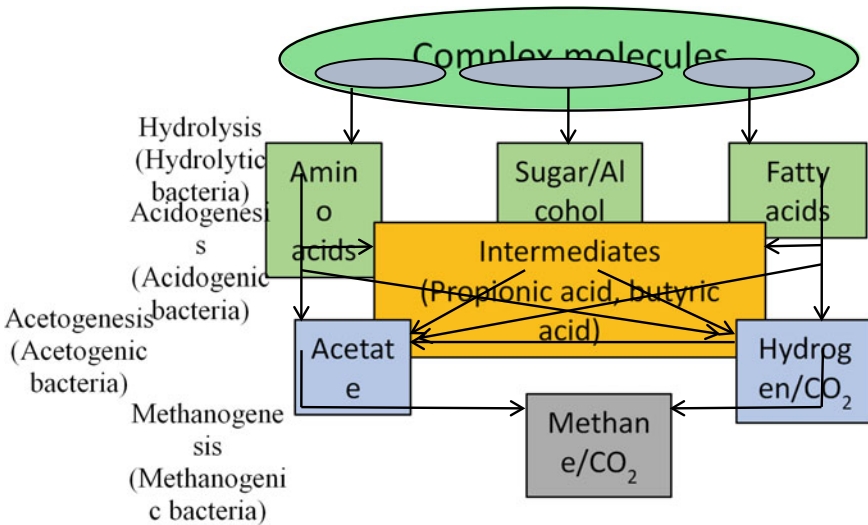 Complex molecules
Hydrolysis
(Hydrolytic
bacteria)
Amin
o
acids
Sugar/Al
cohol
Fatty
acids
Acidogenesi
s
(Acidogenic
bacteria)
Intermediates
(Propionic acid, butyric
acid)
Acetogenesis
(Acetogenic
bacteria)
Acetat
e
Hydrog
en/CO₂
Methanogene
sis
(Methanogeni
c bacteria)
Methan
e/CO₂